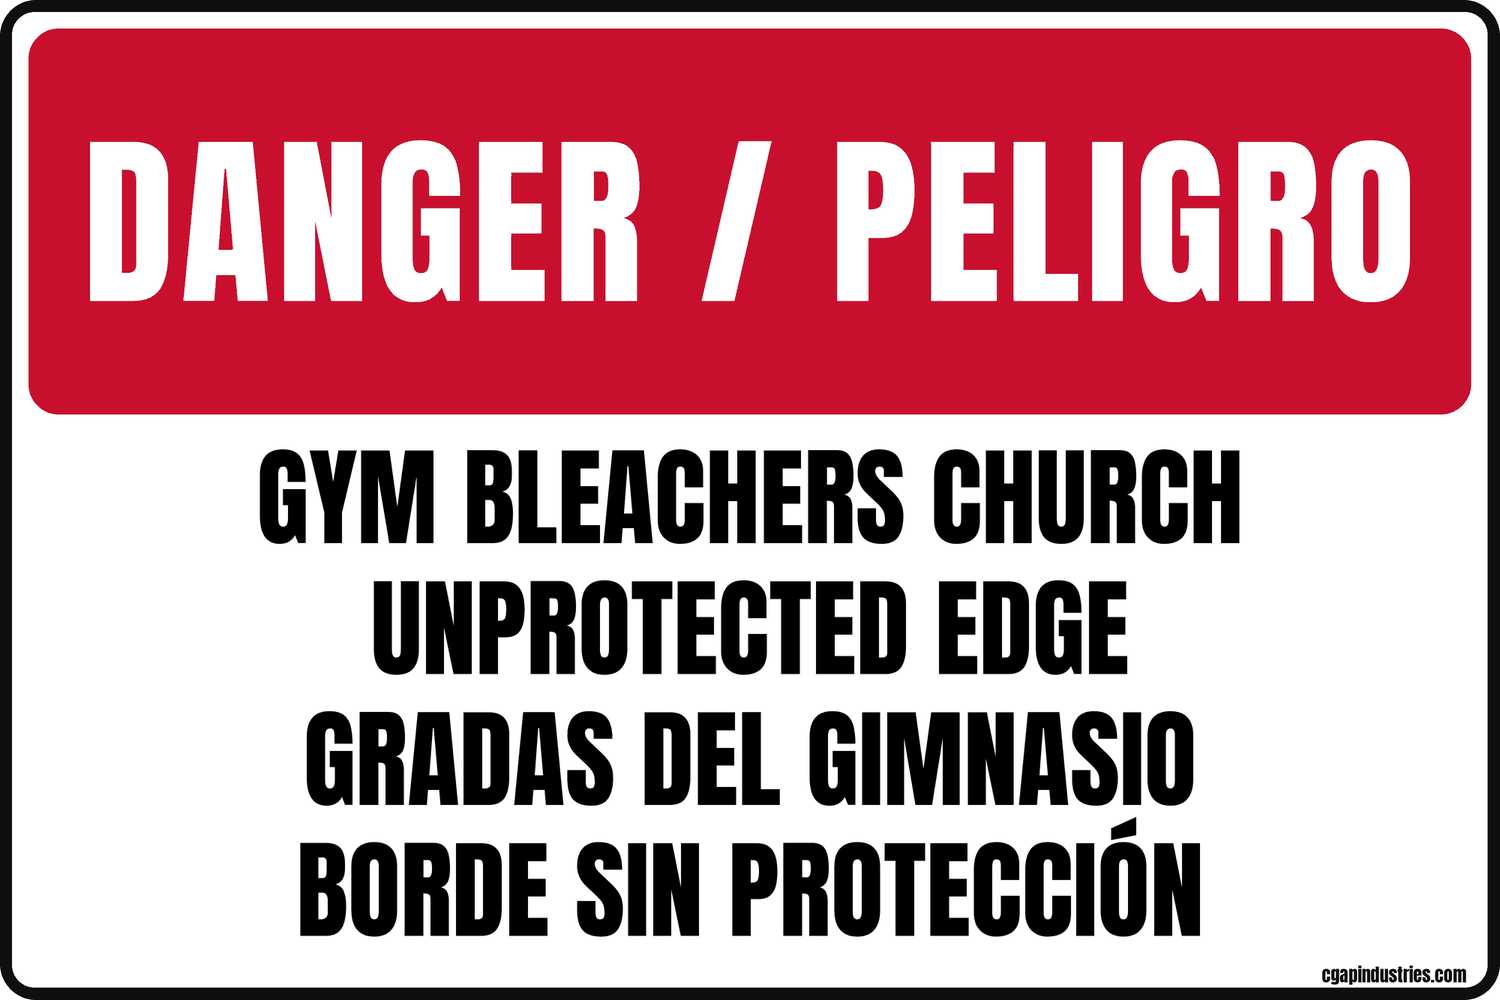 DANGER / PELIGRO
GYM BLEACHERS CHURCH
UNPROTECTED EDGE
GRADAS DEL GIMNASIO
BORDE SIN PROTECCIÓN
cgapindustries.com